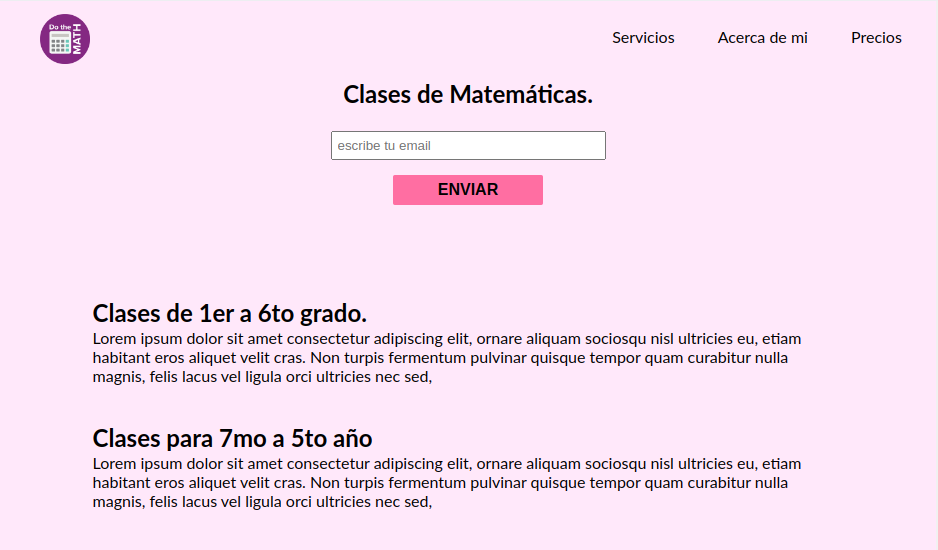 Do the
MATH
Servicios Acerca de mi Precios
Clases de Matemáticas.
escribe tu email
ENVIAR
Clases de 1er a 6to grado.
Lorem ipsum dolor sit amet consectetur adipiscing elit, ornare aliquam sociosqu nisl ultricies eu, etiam
habitant eros aliquet velit cras. Non turpis fermentum pulvinar quisque tempor quam curabitur nulla
magnis, felis lacus vel ligula orci ultricies nec sed,
Clases para 7mo a 5to año
Lorem ipsum dolor sit amet consectetur adipiscing elit, ornare aliquam sociosqu nisl ultricies eu, etiam
habitant eros aliquet velit cras. Non turpis fermentum pulvinar quisque tempor quam curabitur nulla
magnis, felis lacus vel ligula orci ultricies nec sed,